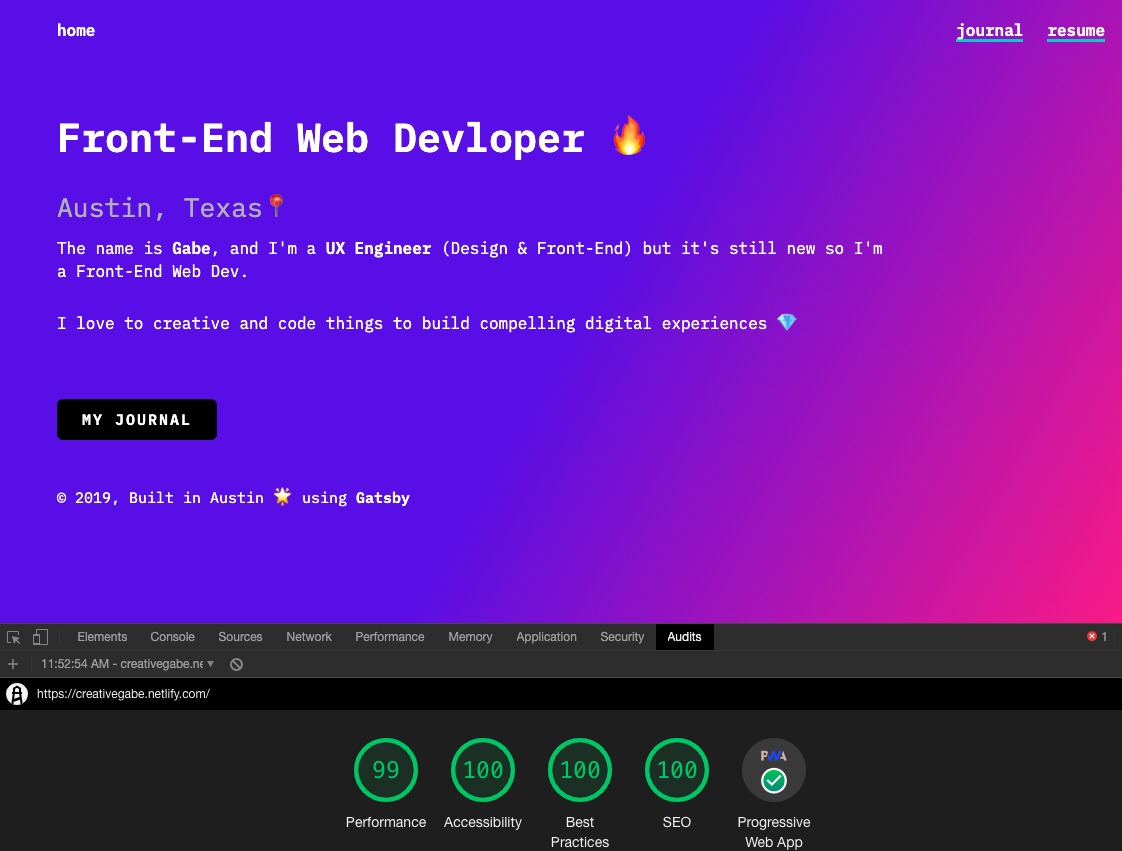 home journal resume
Front-End Web Devloper 🔥
Austin, Texas📍
The name is Gabe, and I'm a UX Engineer (Design & Front-End) but it's still new so I'm
a Front-End Web Dev.
I love to creative and code things to build compelling digital experiences 💎
MY JOURNAL
© 2019, Built in Austin 🌟 using Gatsby
Elements Console Sources Network Performance Memory Application Security Audits 1
11:52:54 AM - creativegabe.ne
https://creativegabe.netlify.com/
99 100 100 100 PWA
Performance Accessibility Best SEO Progressive
Practices Web App